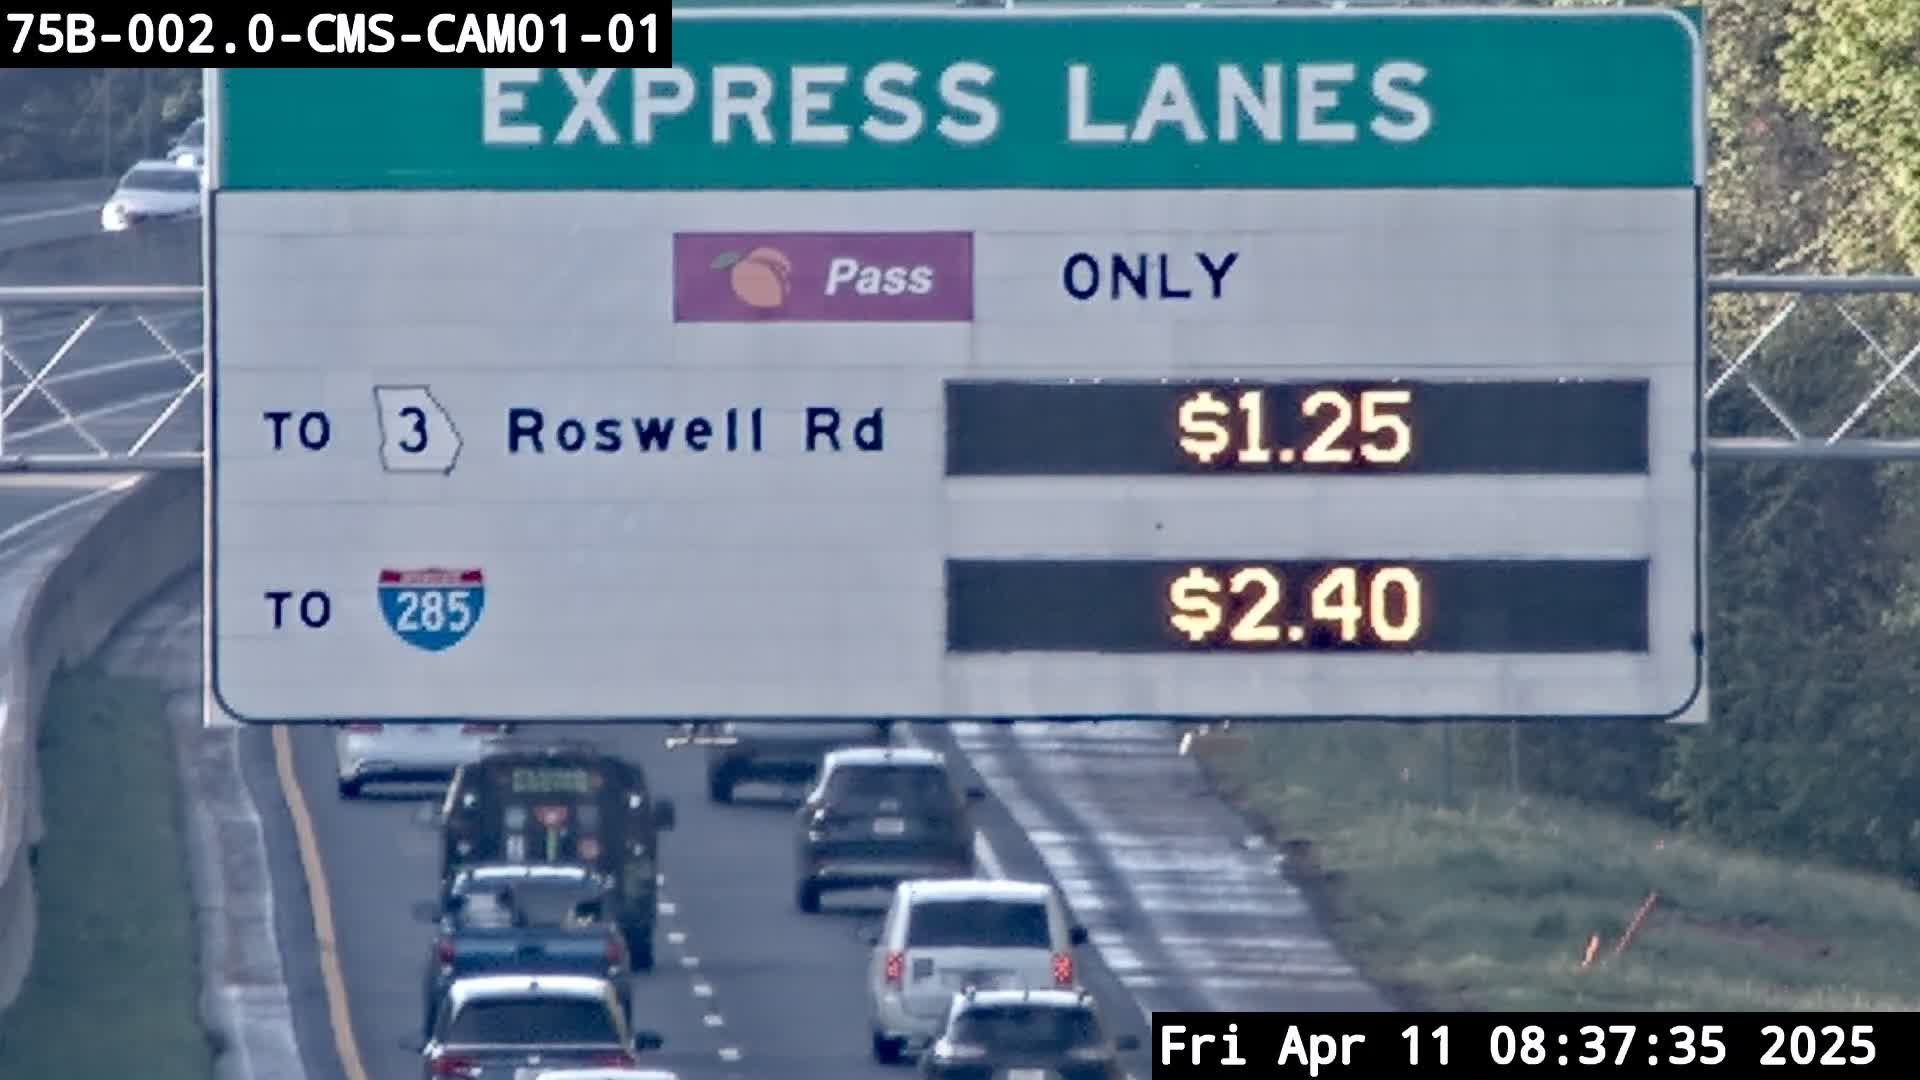 75B-002.0-CMS-CAM01-01
EXPRESS LANES
Pass ONLY
TO 3 Roswell Rd $1.25
TO 285 $2.40
Fri Apr 11 08:37:35 2025